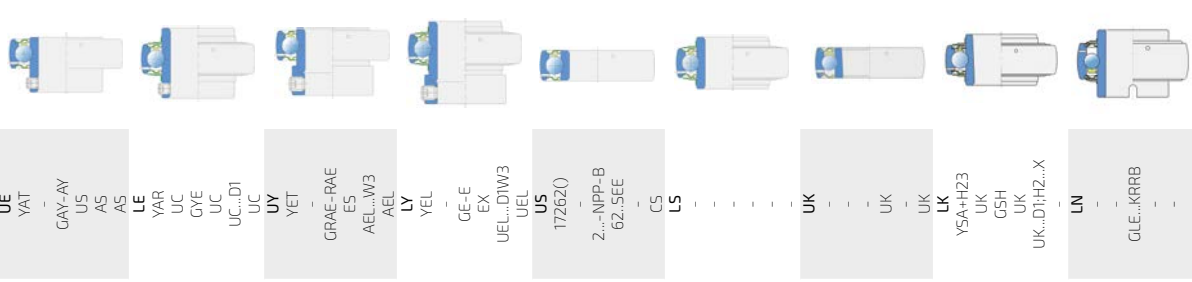 UE
YAT
-
GAY-AY
US
AS
AS
LE
YAR
UC
GYE
UC
UC...D1
UC
UY
YET
-
GRAE-RAE
ES
AEL...W3
AEL
LY
YEL
-
GE-E
EX
UEL...D1W3
UEL
US
17262()
-
2...-NPP-B
62..SEE
-
CS
LS
-
-
-
-
-
-
UK
-
-
-
UK
-
UK
LK
YSA+H23
UK
GSH
UK
UK...D1;H2...X
-
LN
-
-
GLE...KRRB
-
-